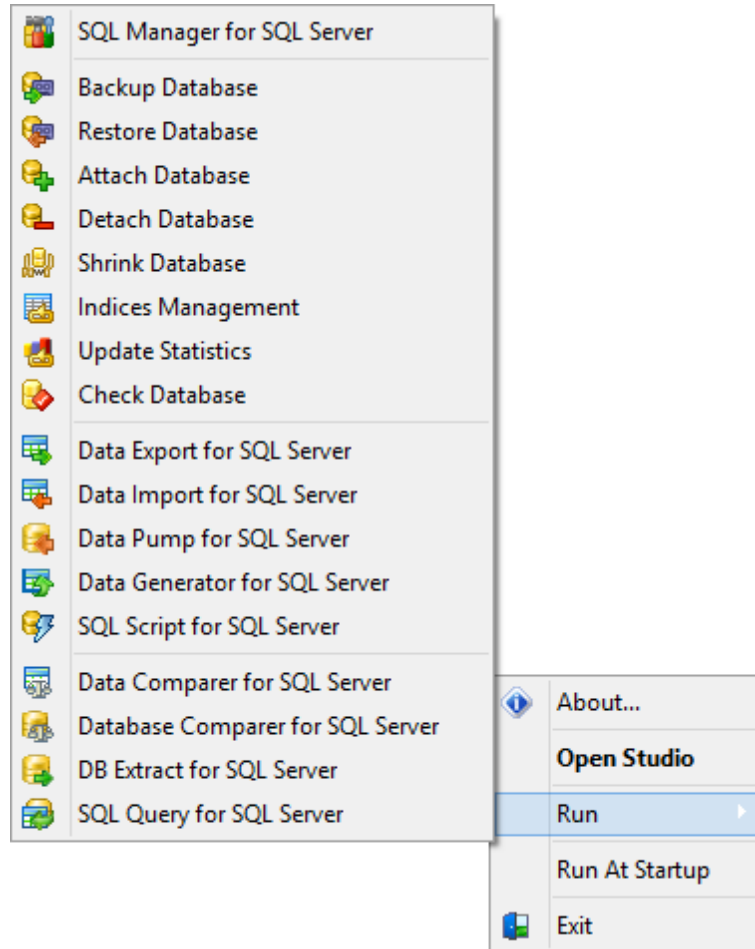 SQL Manager for SQL Server
Backup Database
Restore Database
Attach Database
Detach Database
Shrink Database
Indices Management
Update Statistics
Check Database
Data Export for SQL Server
Data Import for SQL Server
Data Pump for SQL Server
Data Generator for SQL Server
SQL Script for SQL Server
Data Comparer for SQL Server
Database Comparer for SQL Server
DB Extract for SQL Server
SQL Query for SQL Server
About...
Open Studio
Run
Run At Startup
Exit